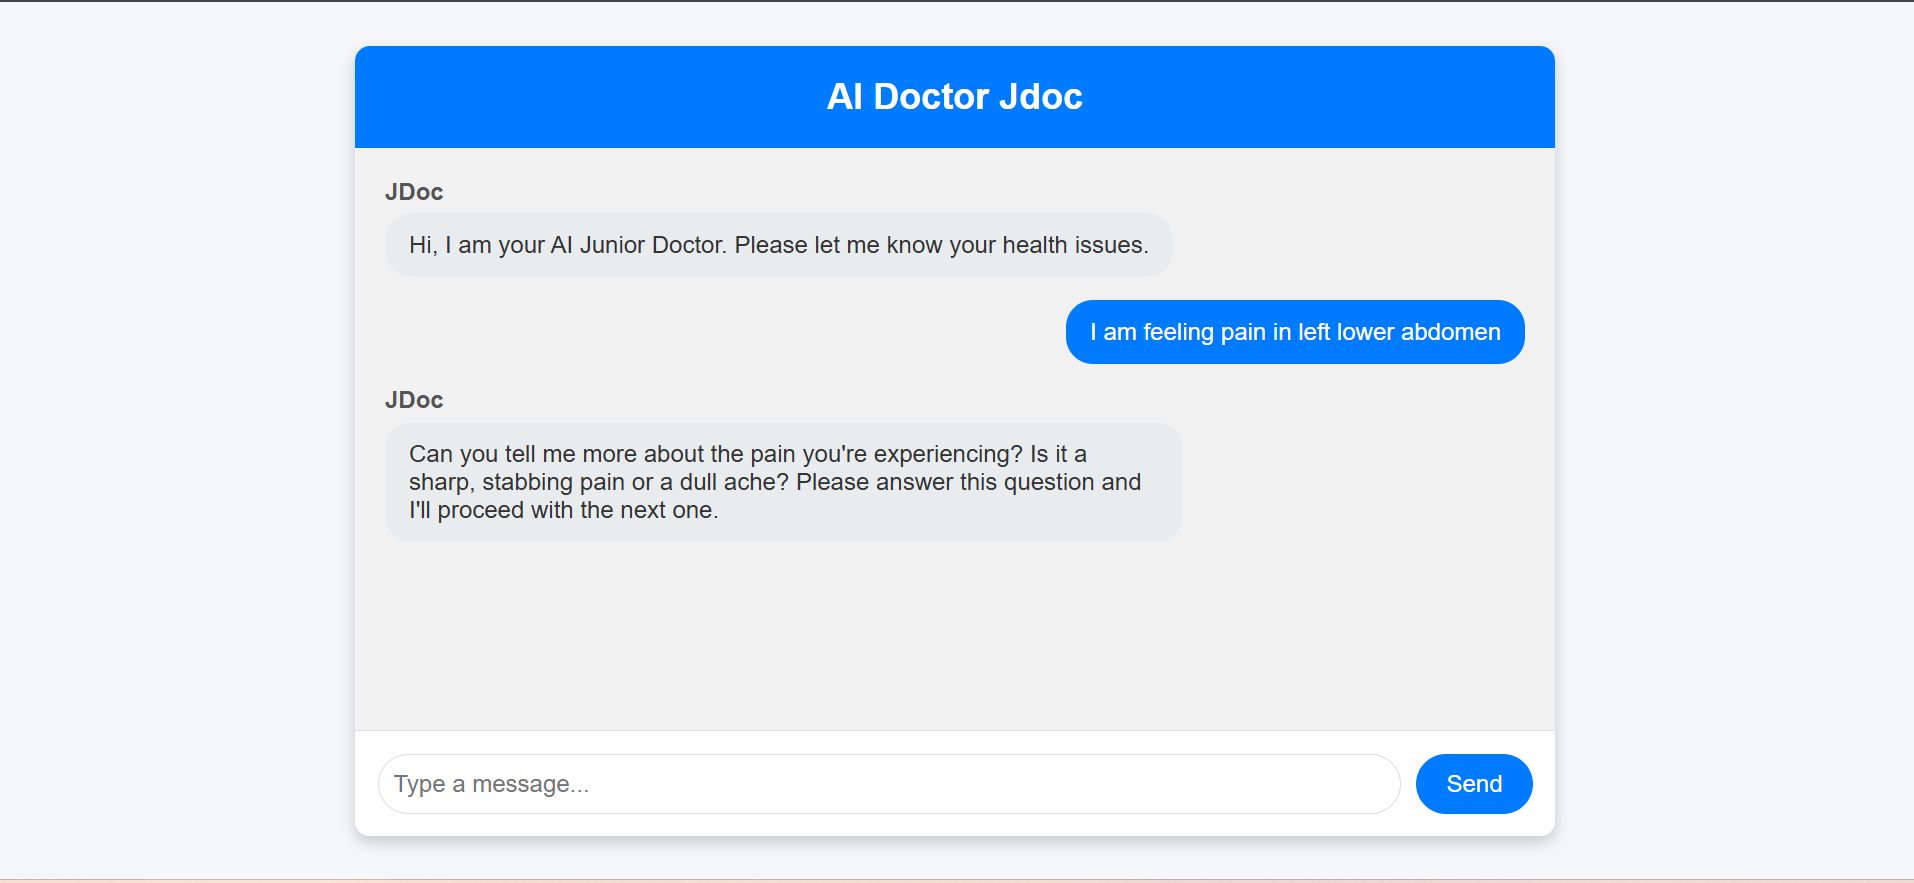 AI Doctor Jdoc
JDoc
Hi, I am your AI Junior Doctor. Please let me know your health issues.
I am feeling pain in left lower abdomen
JDoc
Can you tell me more about the pain you're experiencing? Is it a
sharp, stabbing pain or a dull ache? Please answer this question and
I'll proceed with the next one.
Type a message...
Send